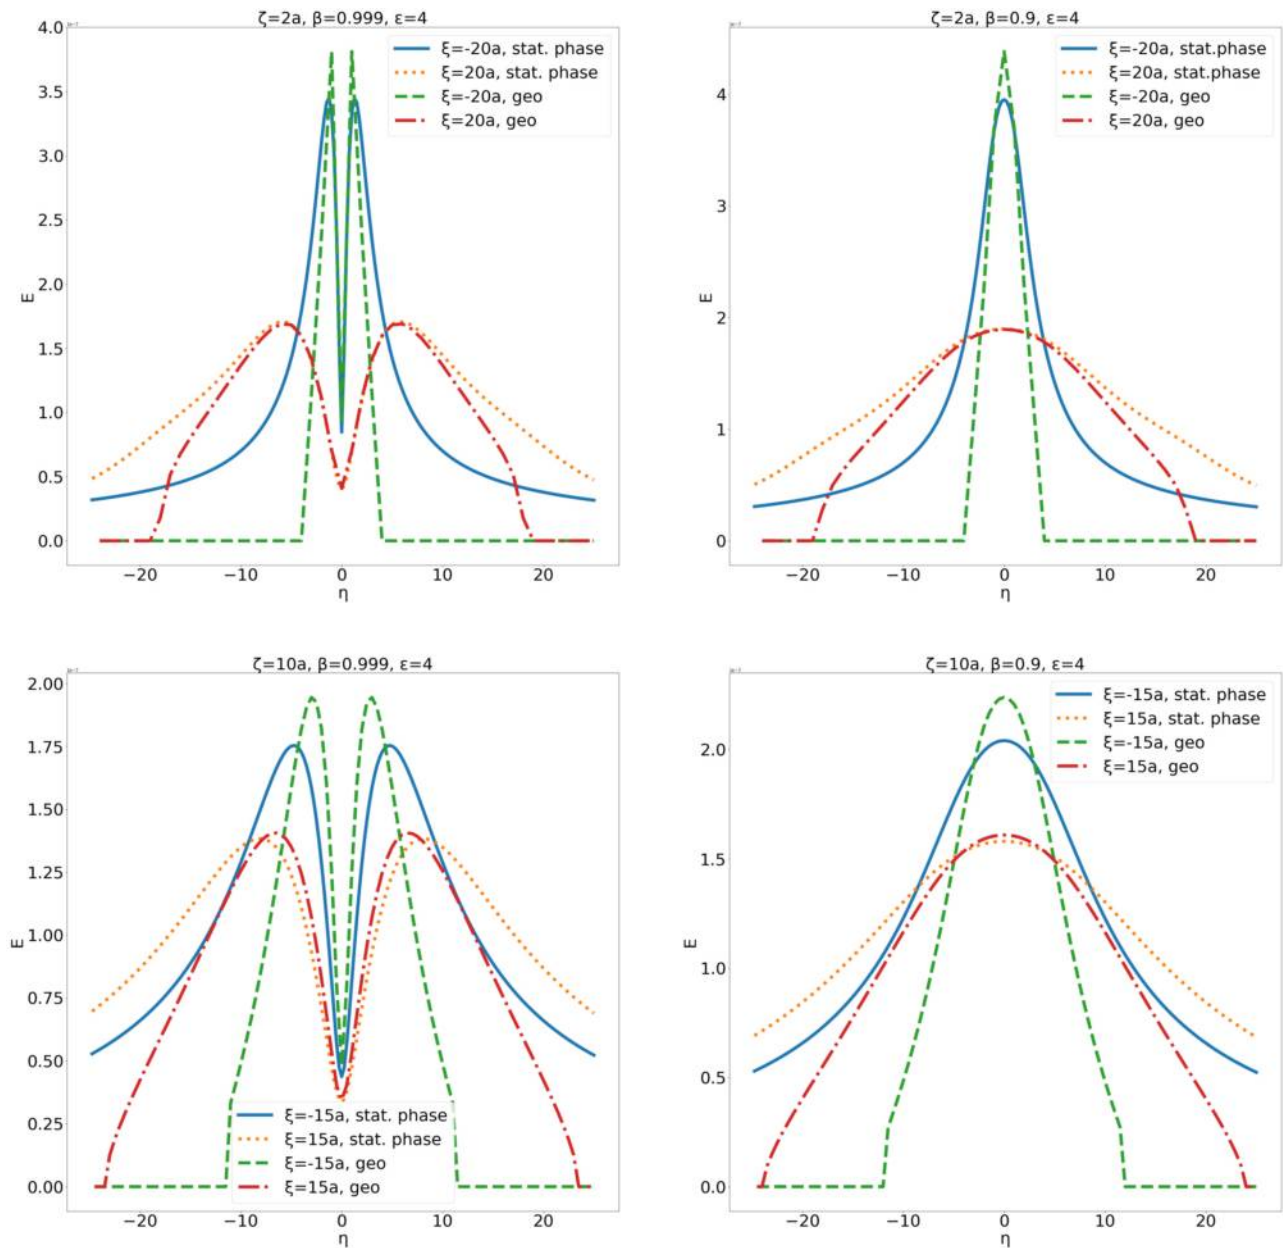 ζ=2a, β=0.999, ε=4
ξ=-20a, stat. phase
ξ=20a, stat. phase
ξ=-20a, geo
ξ=20a, geo
4.0
3.5
3.0
2.5
2.0
1.5
1.0
0.5
0.0
E
−20
−10
0
10
20
η
ζ=2a, β=0.9, ε=4
ξ=-20a, stat.phase
ξ=20a, stat.phase
ξ=-20a, geo
ξ=20a, geo
4
3
2
1
0
E
−20
−10
0
10
20
η
ζ=10a, β=0.999, ε=4
2.00
1.75
1.50
1.25
1.00
0.75
0.50
0.25
0.00
E
ξ=-15a, stat. phase
ξ=15a, stat. phase
ξ=-15a, geo
ξ=15a, geo
−20
−10
0
10
20
η
ζ=10a, β=0.9, ε=4
ξ=-15a, stat. phase
ξ=15a, stat. phase
ξ=-15a, geo
ξ=15a, geo
2.0
1.5
1.0
0.5
0.0
E
−20
−10
0
10
20
η